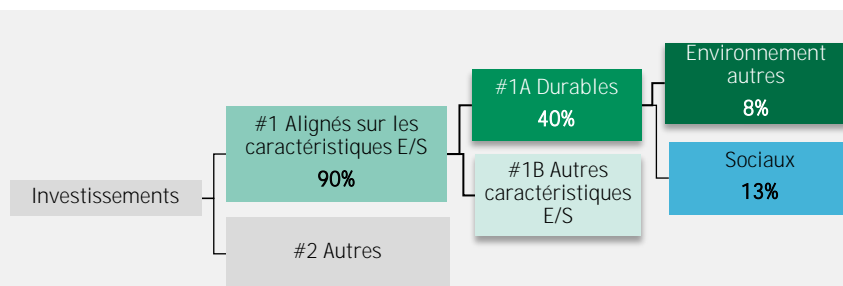 Investissements
#1 Alignés sur les
caractéristiques E/S
90%
#2 Autres
#1A Durables
40%
#1B Autres
caractéristiques
E/S
Environnement
autres
8%
Sociaux
13%